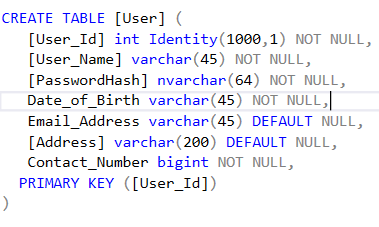 CREATE TABLE [User] (
[User_Id] int Identity(1000,1) NOT NULL,
[User_Name] varchar(45) NOT NULL,
[PasswordHash] nvarchar(64) NOT NULL,
Date_of_Birth varchar(45) NOT NULL,
Email_Address varchar(45) DEFAULT NULL,
[Address] varchar(200) DEFAULT NULL,
Contact_Number bigint NOT NULL,
PRIMARY KEY ([User_Id])
)